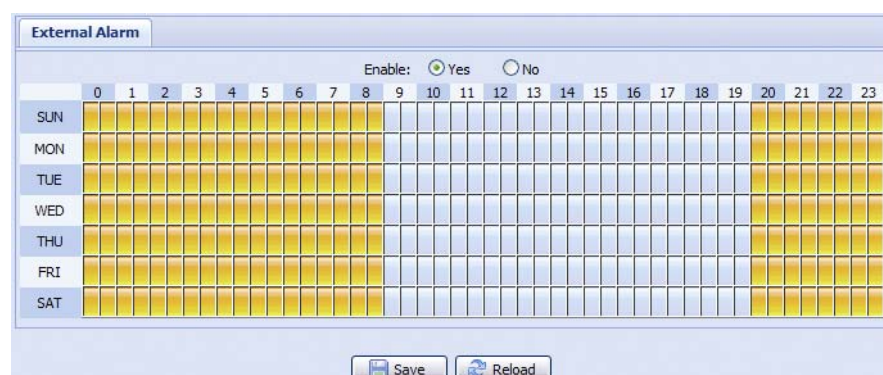 External Alarm
Enable: Yes No
0 1 2 3 4 5 6 7 8 9 10 11 12 13 14 15 16 17 18 19 20 21 22 23
SUN
MON
TUE
WED
THU
FRI
SAT
Save Reload